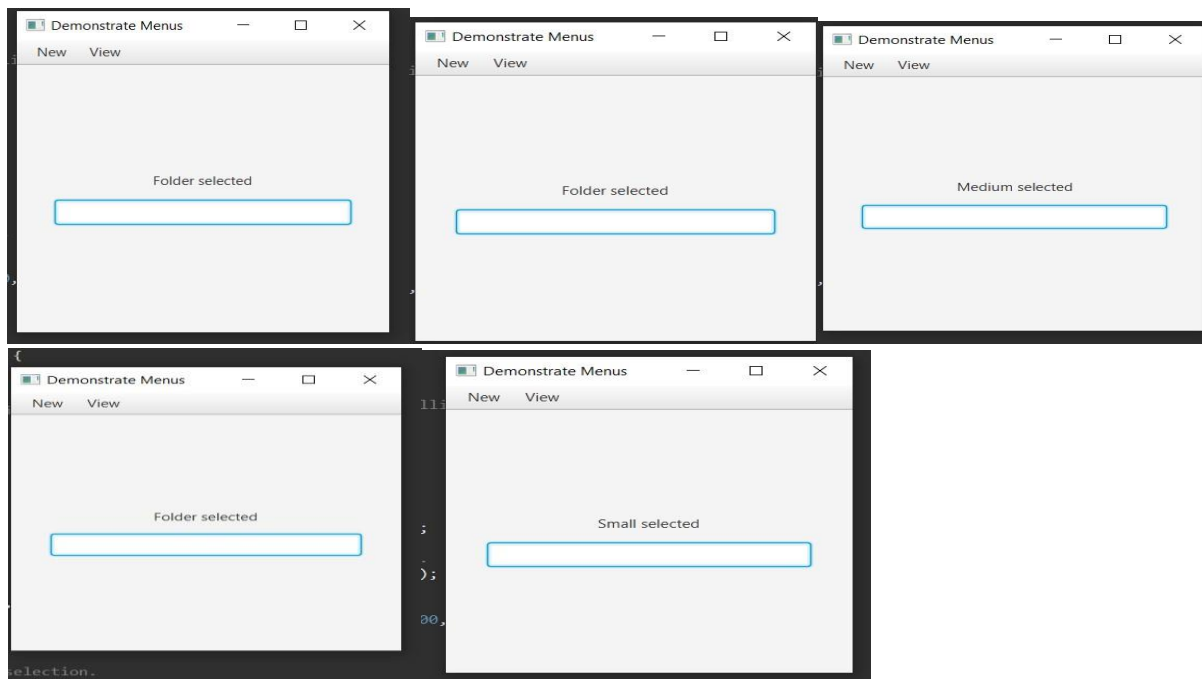 Demonstrate Menus
New View
Folder selected
Demonstrate Menus
New View
Folder selected
Demonstrate Menus
New View
Medium selected
{
Demonstrate Menus
New View
Folder selected
selection.
Demonstrate Menus
New View
Small selected
;
);
00,